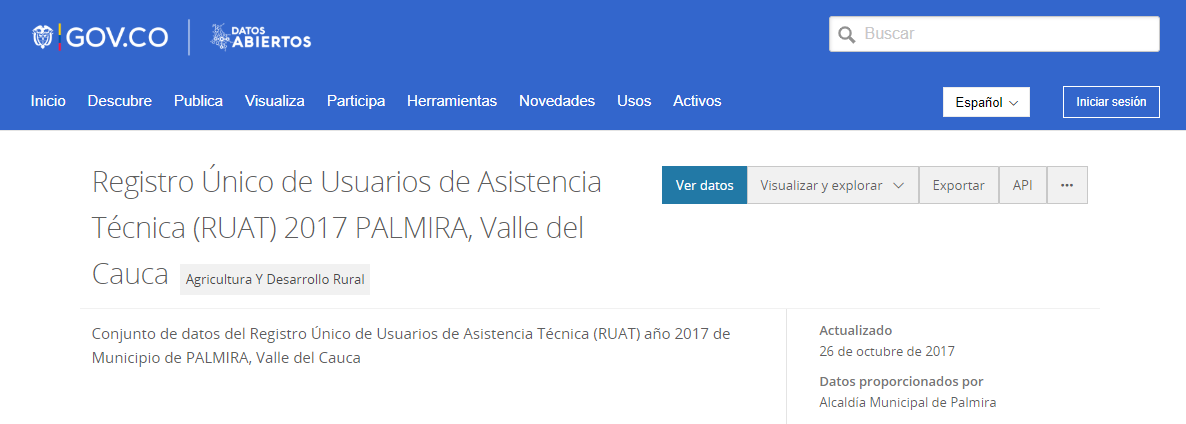 GOV.CO
DATOS
ABIERTOS
Buscar
Inicio Descubre Publica Visualiza Participa Herramientas Novedades Usos Activos
Español
Iniciar sesión
Registro Único de Usuarios de Asistencia
Técnica (RUAT) 2017 PALMIRA, Valle del
Cauca Agricultura Y Desarrollo Rural
Ver datos Visualizar y explorar Exportar API ···
Conjunto de datos del Registro Único de Usuarios de Asistencia Técnica (RUAT) año 2017 de
Municipio de PALMIRA, Valle del Cauca
Actualizado
26 de octubre de 2017
Datos proporcionados por
Alcaldía Municipal de Palmira